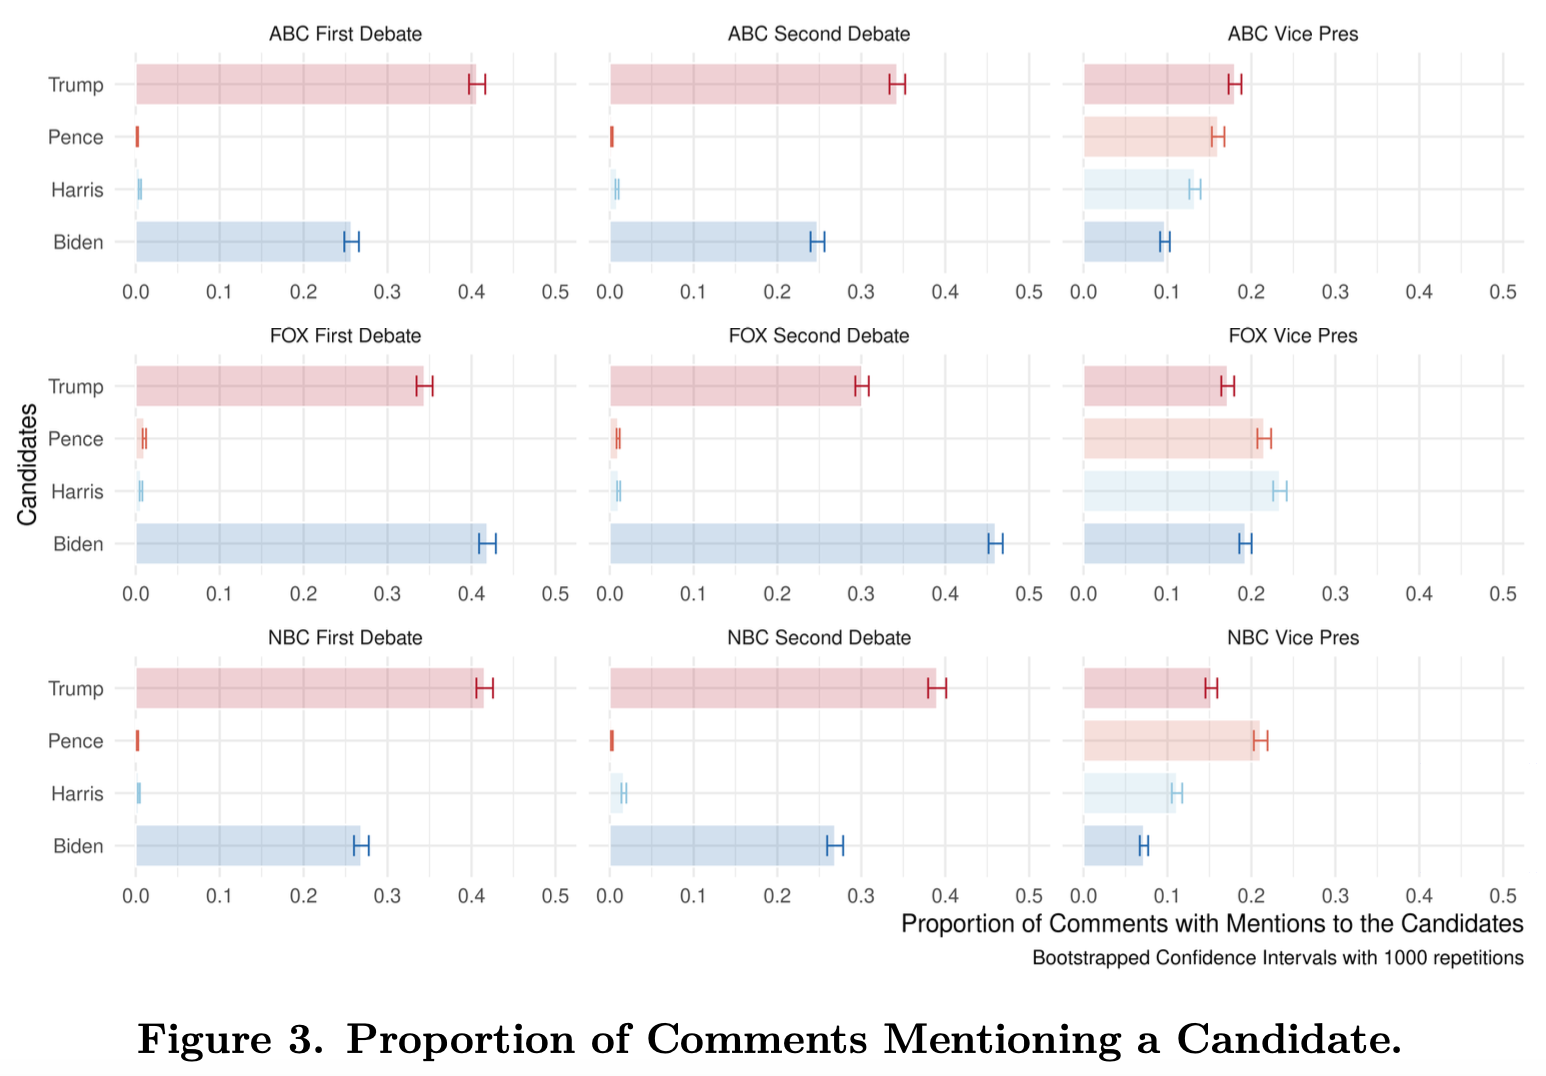 ABC First Debate
ABC Second Debate
ABC Vice Pres
Trump
Pence
Harris
Biden
0.0 0.1 0.2 0.3 0.4 0.5
0.0 0.1 0.2 0.3 0.4 0.5
0.0 0.1 0.2 0.3 0.4 0.5
FOX First Debate
FOX Second Debate
FOX Vice Pres
Candidates
Trump
Pence
Harris
Biden
0.0 0.1 0.2 0.3 0.4 0.5
0.0 0.1 0.2 0.3 0.4 0.5
0.0 0.1 0.2 0.3 0.4 0.5
NBC First Debate
NBC Second Debate
NBC Vice Pres
Trump
Pence
Harris
Biden
0.0 0.1 0.2 0.3 0.4 0.5
0.0 0.1 0.2 0.3 0.4 0.5
0.0 0.1 0.2 0.3 0.4 0.5
Proportion of Comments with Mentions to the Candidates
Bootstrapped Confidence Intervals with 1000 repetitions
Figure 3. Proportion of Comments Mentioning a Candidate.